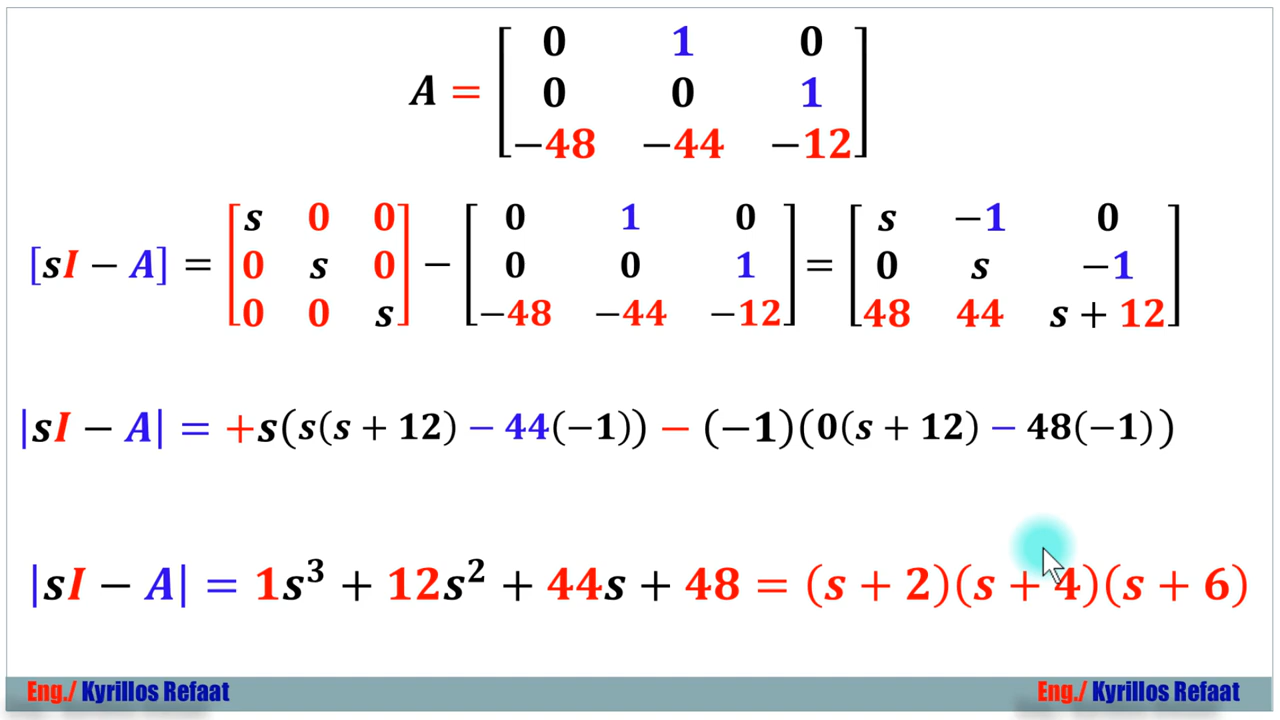 A = [0 1 0
0 0 1
−48 −44 −12]
[sI − A] = [s 0 0
0 s 0
0 0 s] − [0 1 0
0 0 1
−48 −44 −12] = [s −1 0
0 s −1
48 44 s + 12]
|sI − A| = +s(s(s + 12) − 44(−1)) − (−1)(0(s + 12) − 48(−1))
|sI − A| = 1s³ + 12s² + 44s + 48 = (s + 2)(s + 4)(s + 6)
Eng./ Kyrillos Refaat
Eng./ Kyrillos Refaat